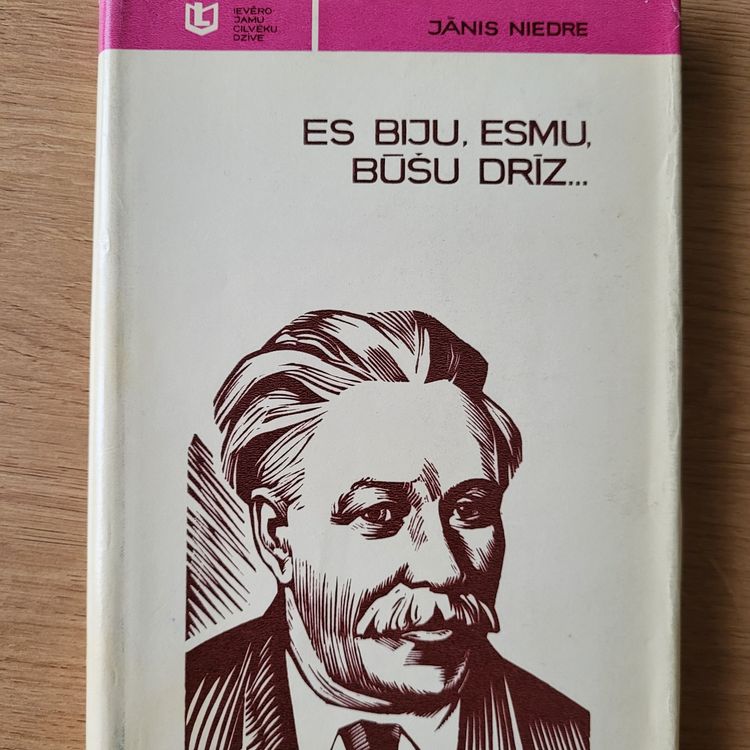 IEVĒRO-
JAMU
CILVĒKU
DZĪVE
JĀNIS NIEDRE
ES BIJU, ESMU,
BŪŠU DRĪZ...